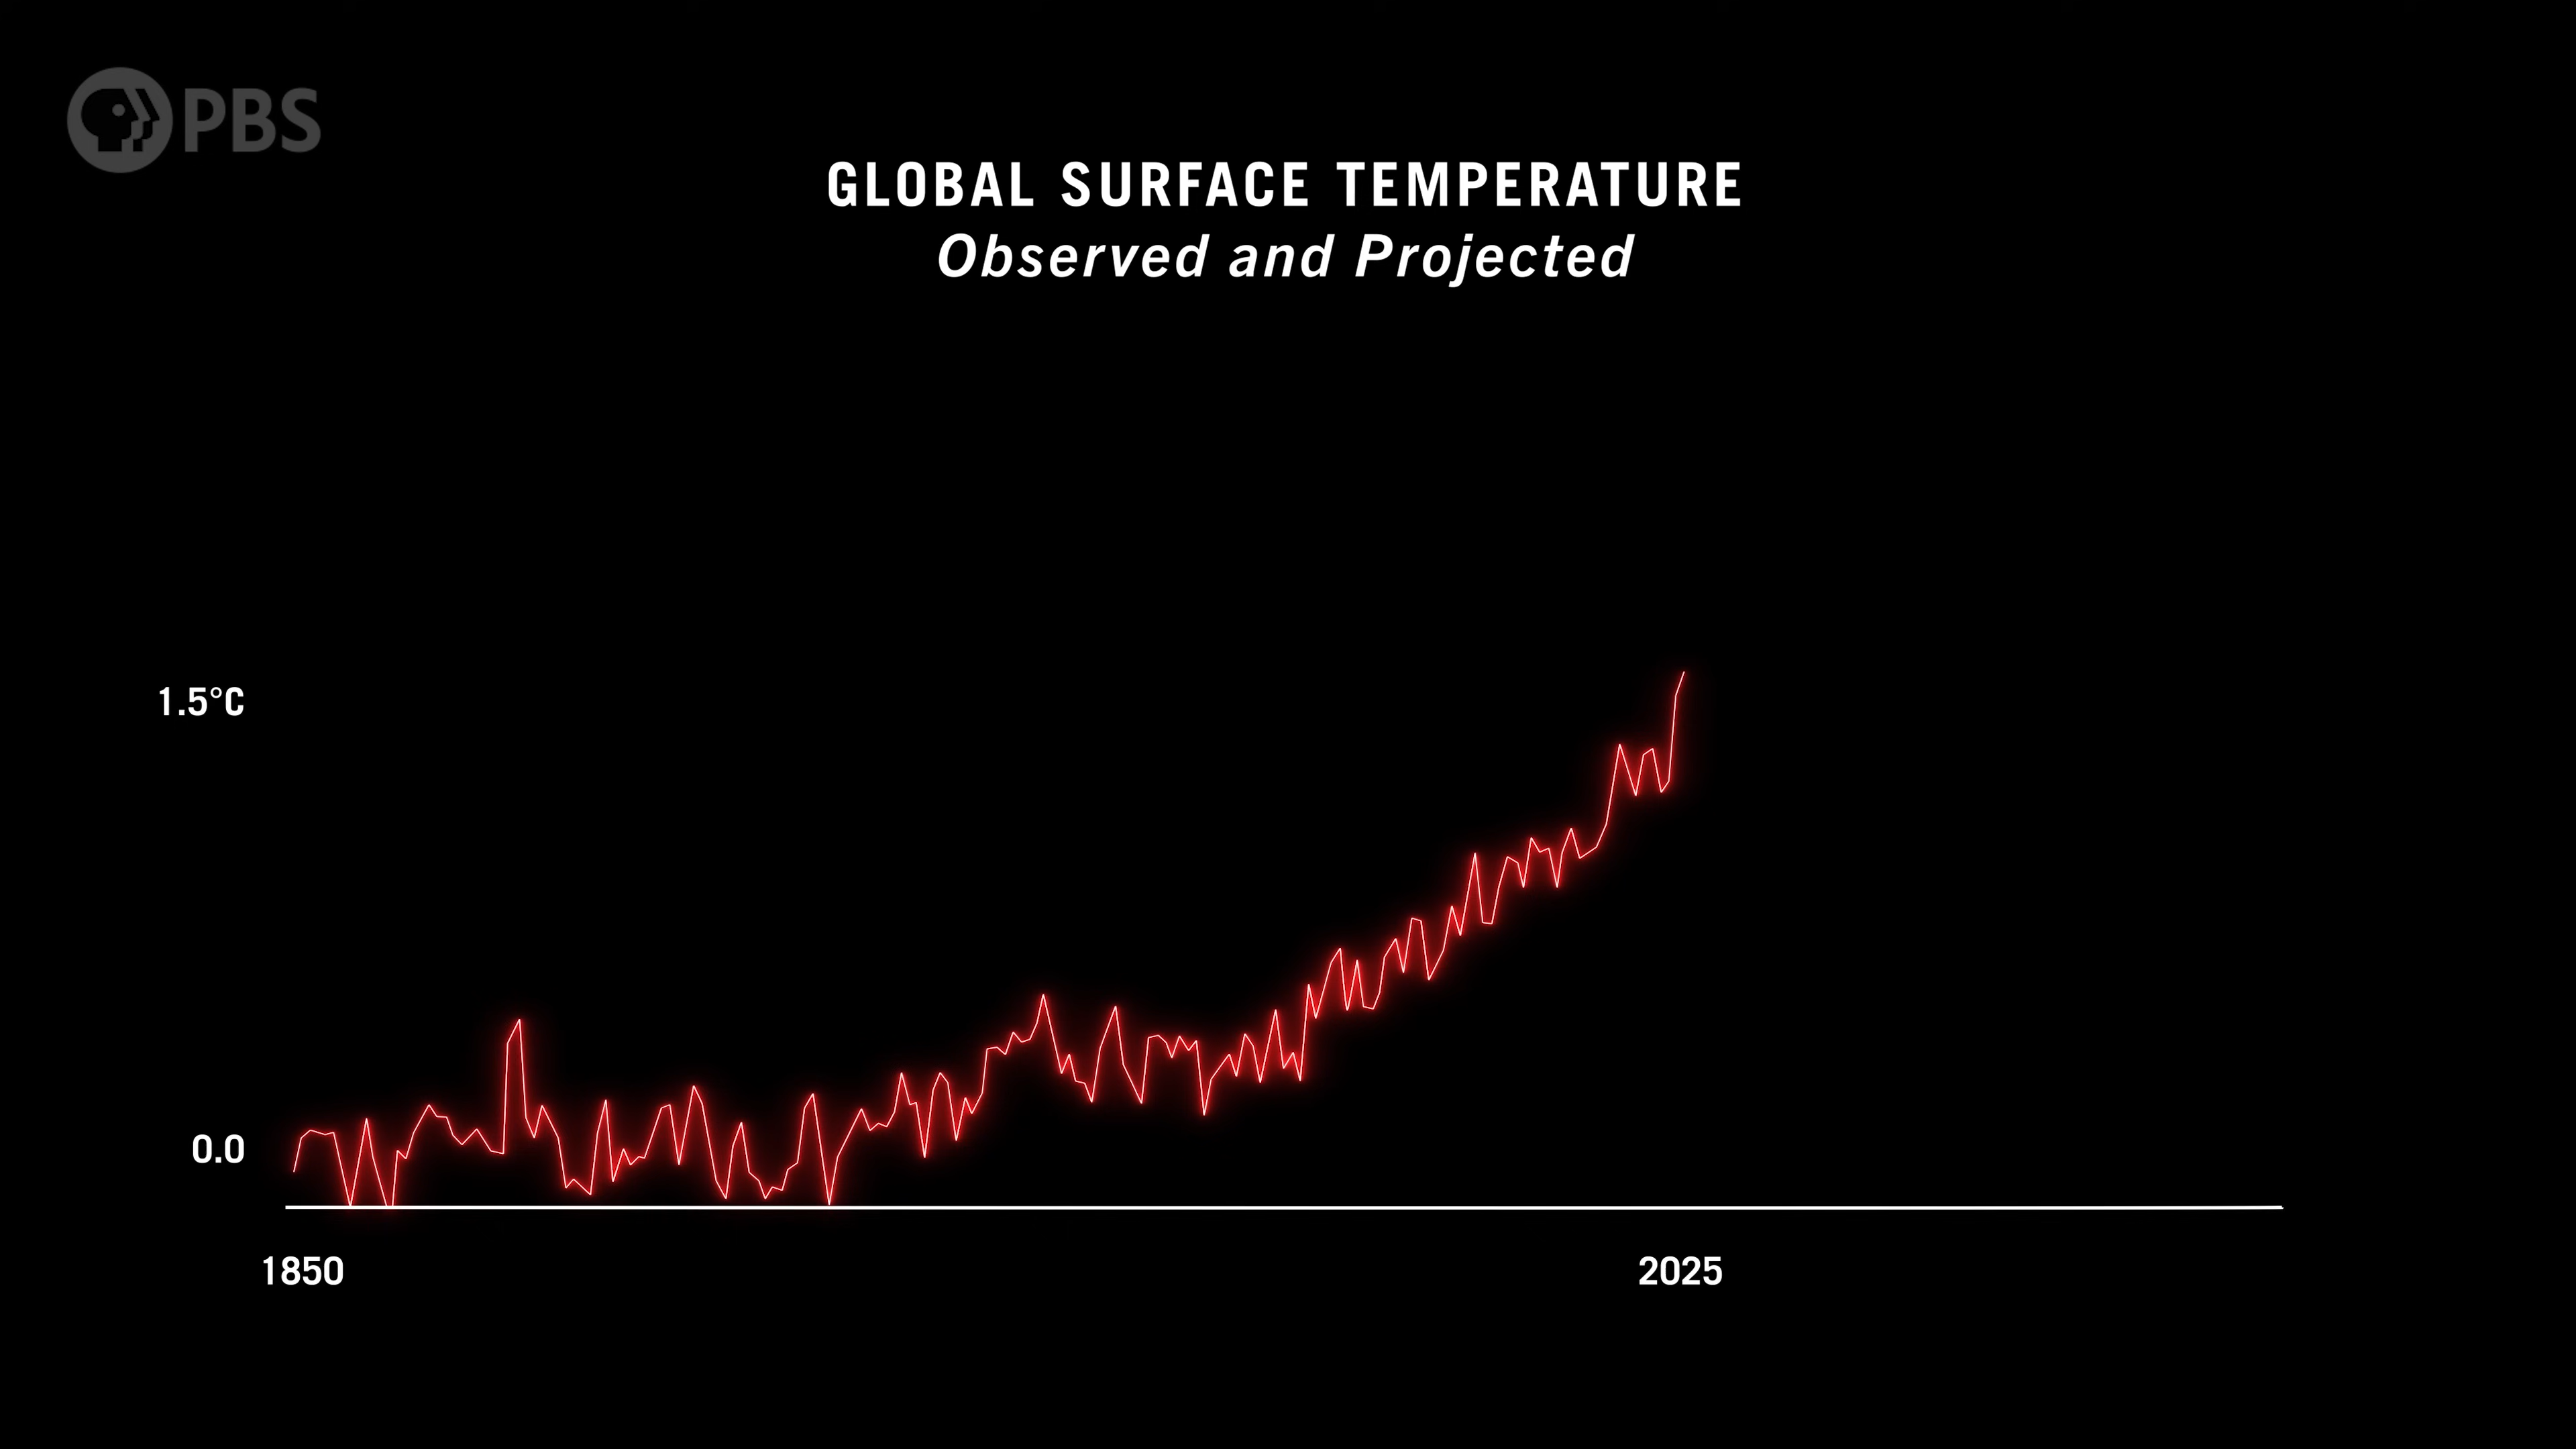 PBS
GLOBAL SURFACE TEMPERATURE
Observed and Projected
1.5°C
0.0
1850
2025